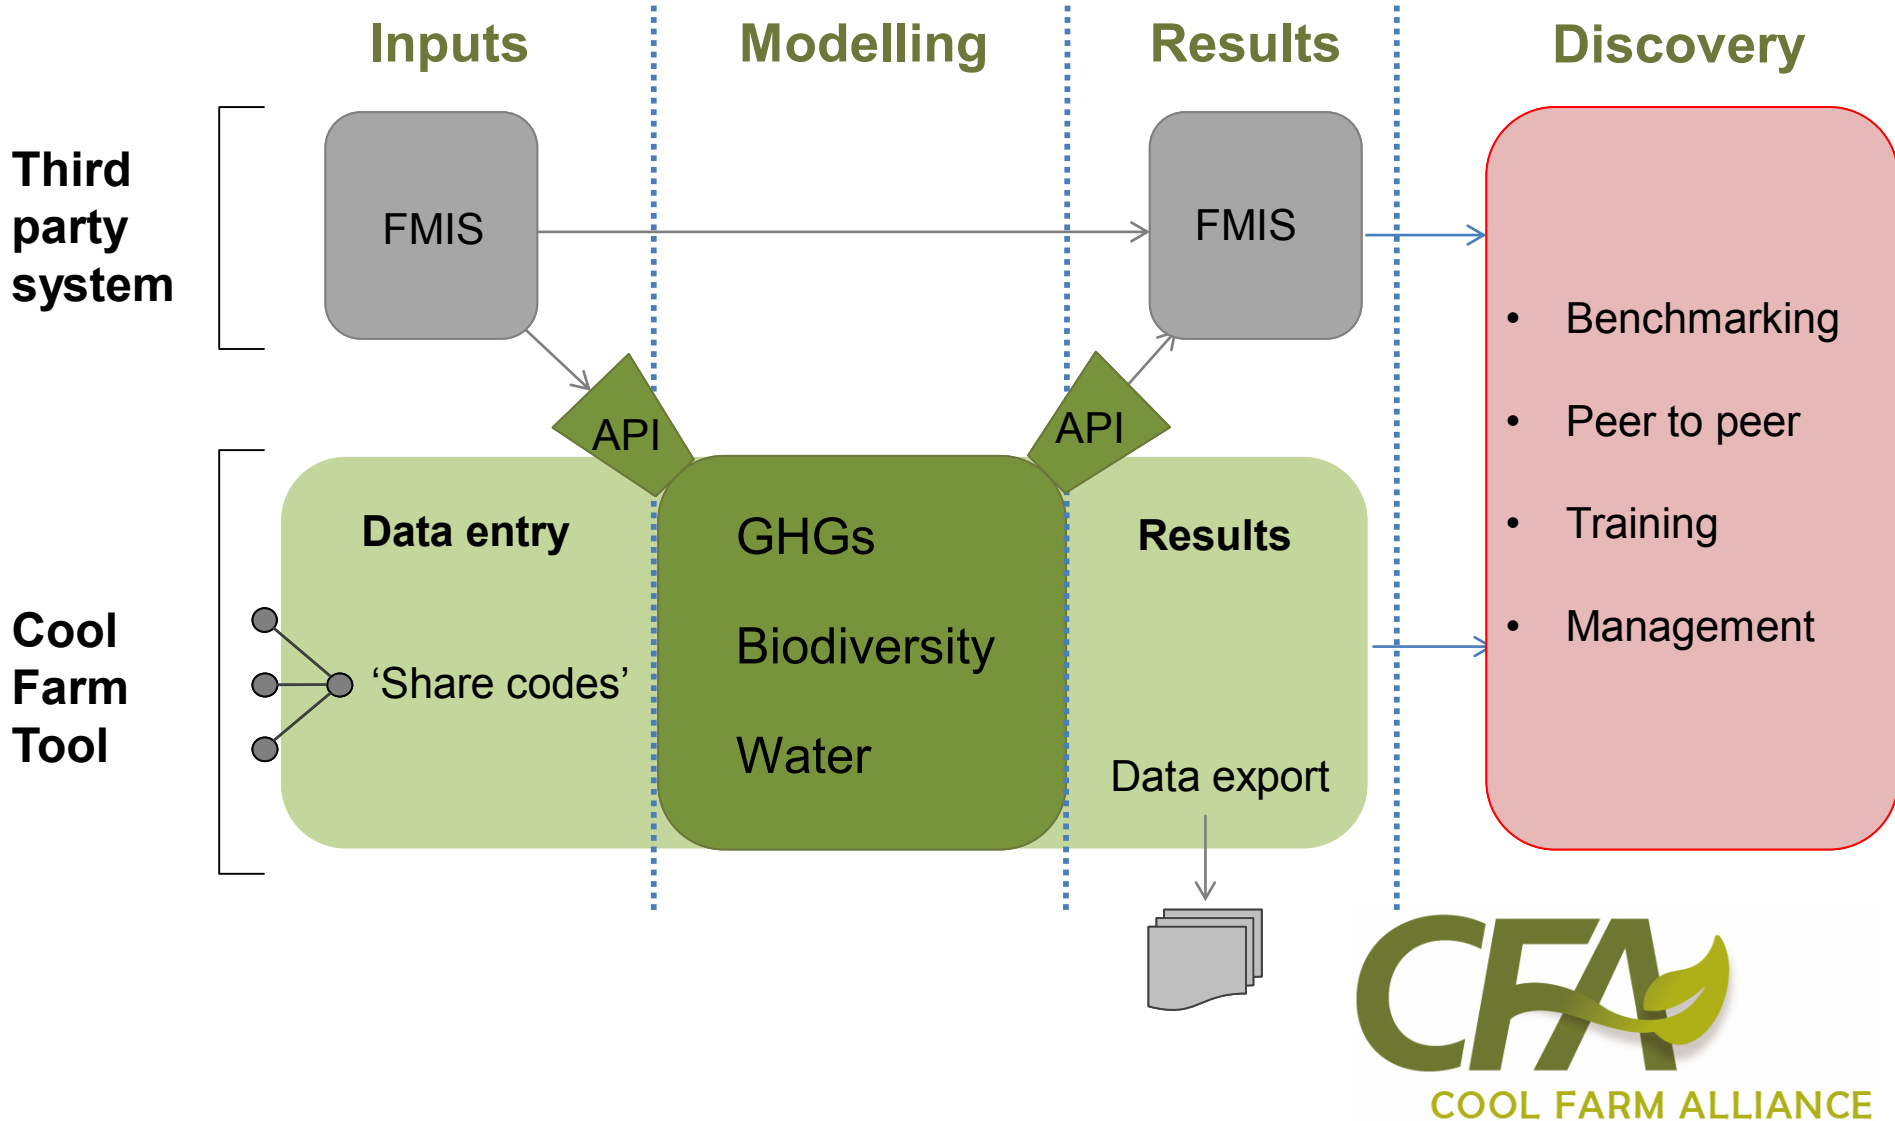 Inputs
Modelling
Results
Discovery
Third
party
system
FMIS
FMIS
API
API
Cool
Farm
Tool
Data entry
‘Share codes’
GHGs
Biodiversity
Water
Results
Data export
• Benchmarking
• Peer to peer
• Training
• Management
CFA
COOL FARM ALLIANCE